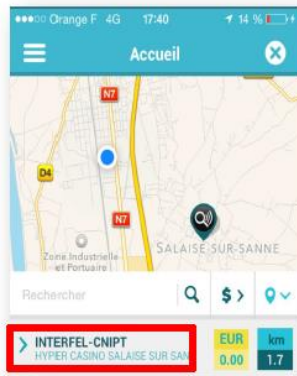 Orange F 4G 17:40 14 %
Accueil
N7
D4
N7
Zone Industrielle
et Portuaire
SALAISE-SUR-SANNE
Rechercher
$ >
INTERFEL-CNIPT
HYPER CASINO SALAISE SUR SAN
EUR
0.00
km
1.7